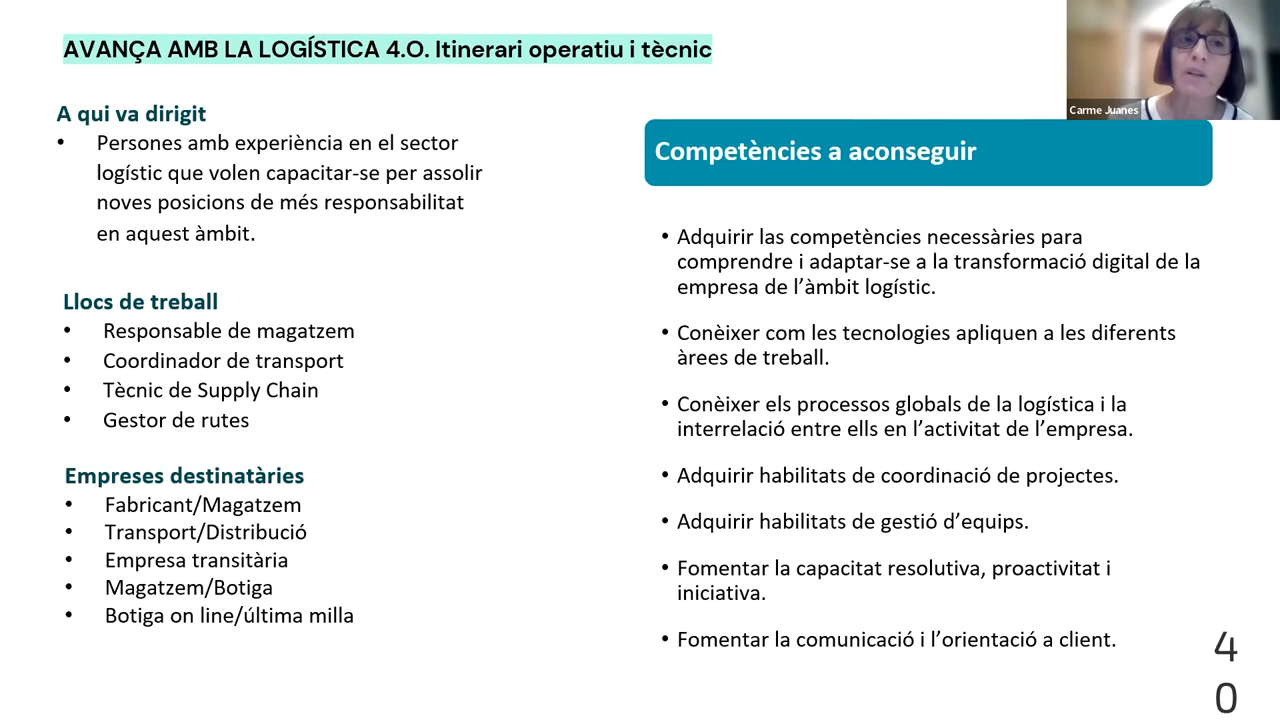 AVANÇA AMB LA LOGÍSTICA 4.0. Itinerari operatiu i tècnic
Carme Juanes
A qui va dirigit
• Persones amb experiència en el sector
logístic que volen capacitar-se per assolir
noves posicions de més responsabilitat
en aquest àmbit.
Llocs de treball
• Responsable de magatzem
• Coordinador de transport
• Tècnic de Supply Chain
• Gestor de rutes
Empreses destinatàries
• Fabricant/Magatzem
• Transport/Distribució
• Empresa transitària
• Magatzem/Botiga
• Botiga on line/última milla
Competències a aconseguir
• Adquirir las competències necessàries para
comprendre i adaptar-se a la transformació digital de la
empresa de l’àmbit logístic.
• Conèixer com les tecnologies apliquen a les diferents
àrees de treball.
• Conèixer els processos globals de la logística i la
interrelació entre ells en l’activitat de l’empresa.
• Adquirir habilitats de coordinació de projectes.
• Adquirir habilitats de gestió d’equips.
• Fomentar la capacitat resolutiva, proactivitat i
iniciativa.
• Fomentar la comunicació i l’orientació a client.
4
0